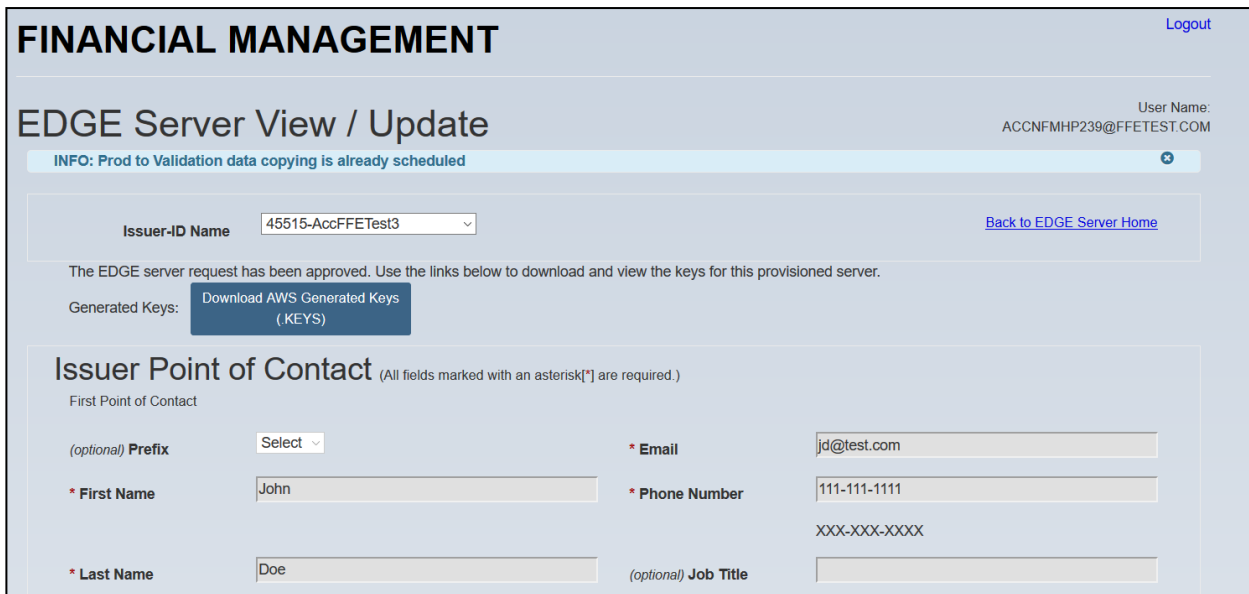 Logout
FINANCIAL MANAGEMENT
EDGE Server View / Update
User Name:
ACCNFMHP239@FFETEST.COM
INFO: Prod to Validation data copying is already scheduled
Issuer-ID Name
45515-AccFFETest3
Back to EDGE Server Home
The EDGE server request has been approved. Use the links below to download and view the keys for this provisioned server.
Generated Keys:
Download AWS Generated Keys
(.KEYS)
Issuer Point of Contact (All fields marked with an asterisk[*] are required.)
First Point of Contact
(optional) Prefix
Select
* Email
jd@test.com
* First Name
John
* Phone Number
111-111-1111
XXX-XXX-XXXX
* Last Name
Doe
(optional) Job Title